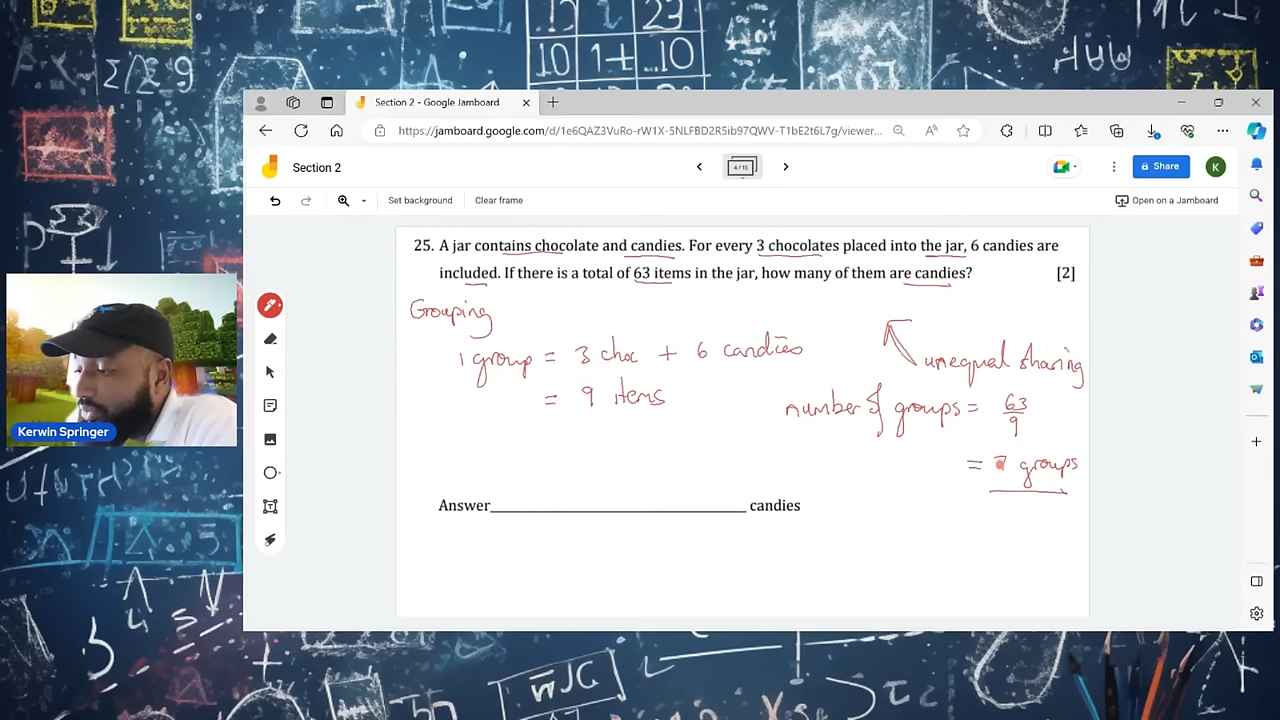 Section 2 - Google Jamboard
https://jamboard.google.com/d/1e6QAZ3VuRo-rW1X-5NLFBD2R5ib97QWV-T1bE2t6L7g/viewer...
Section 2
4 / 15
Share
K
Set background
Clear frame
Open on a Jamboard
25. A jar contains chocolate and candies. For every 3 chocolates placed into the jar, 6 candies are
included. If there is a total of 63 items in the jar, how many of them are candies? [2]
Grouping
1 group = 3 choc + 6 candies
= 9 items
unequal sharing
number of groups = 63/9
= 7 groups
Answer________________________________ candies
Kerwin Springer